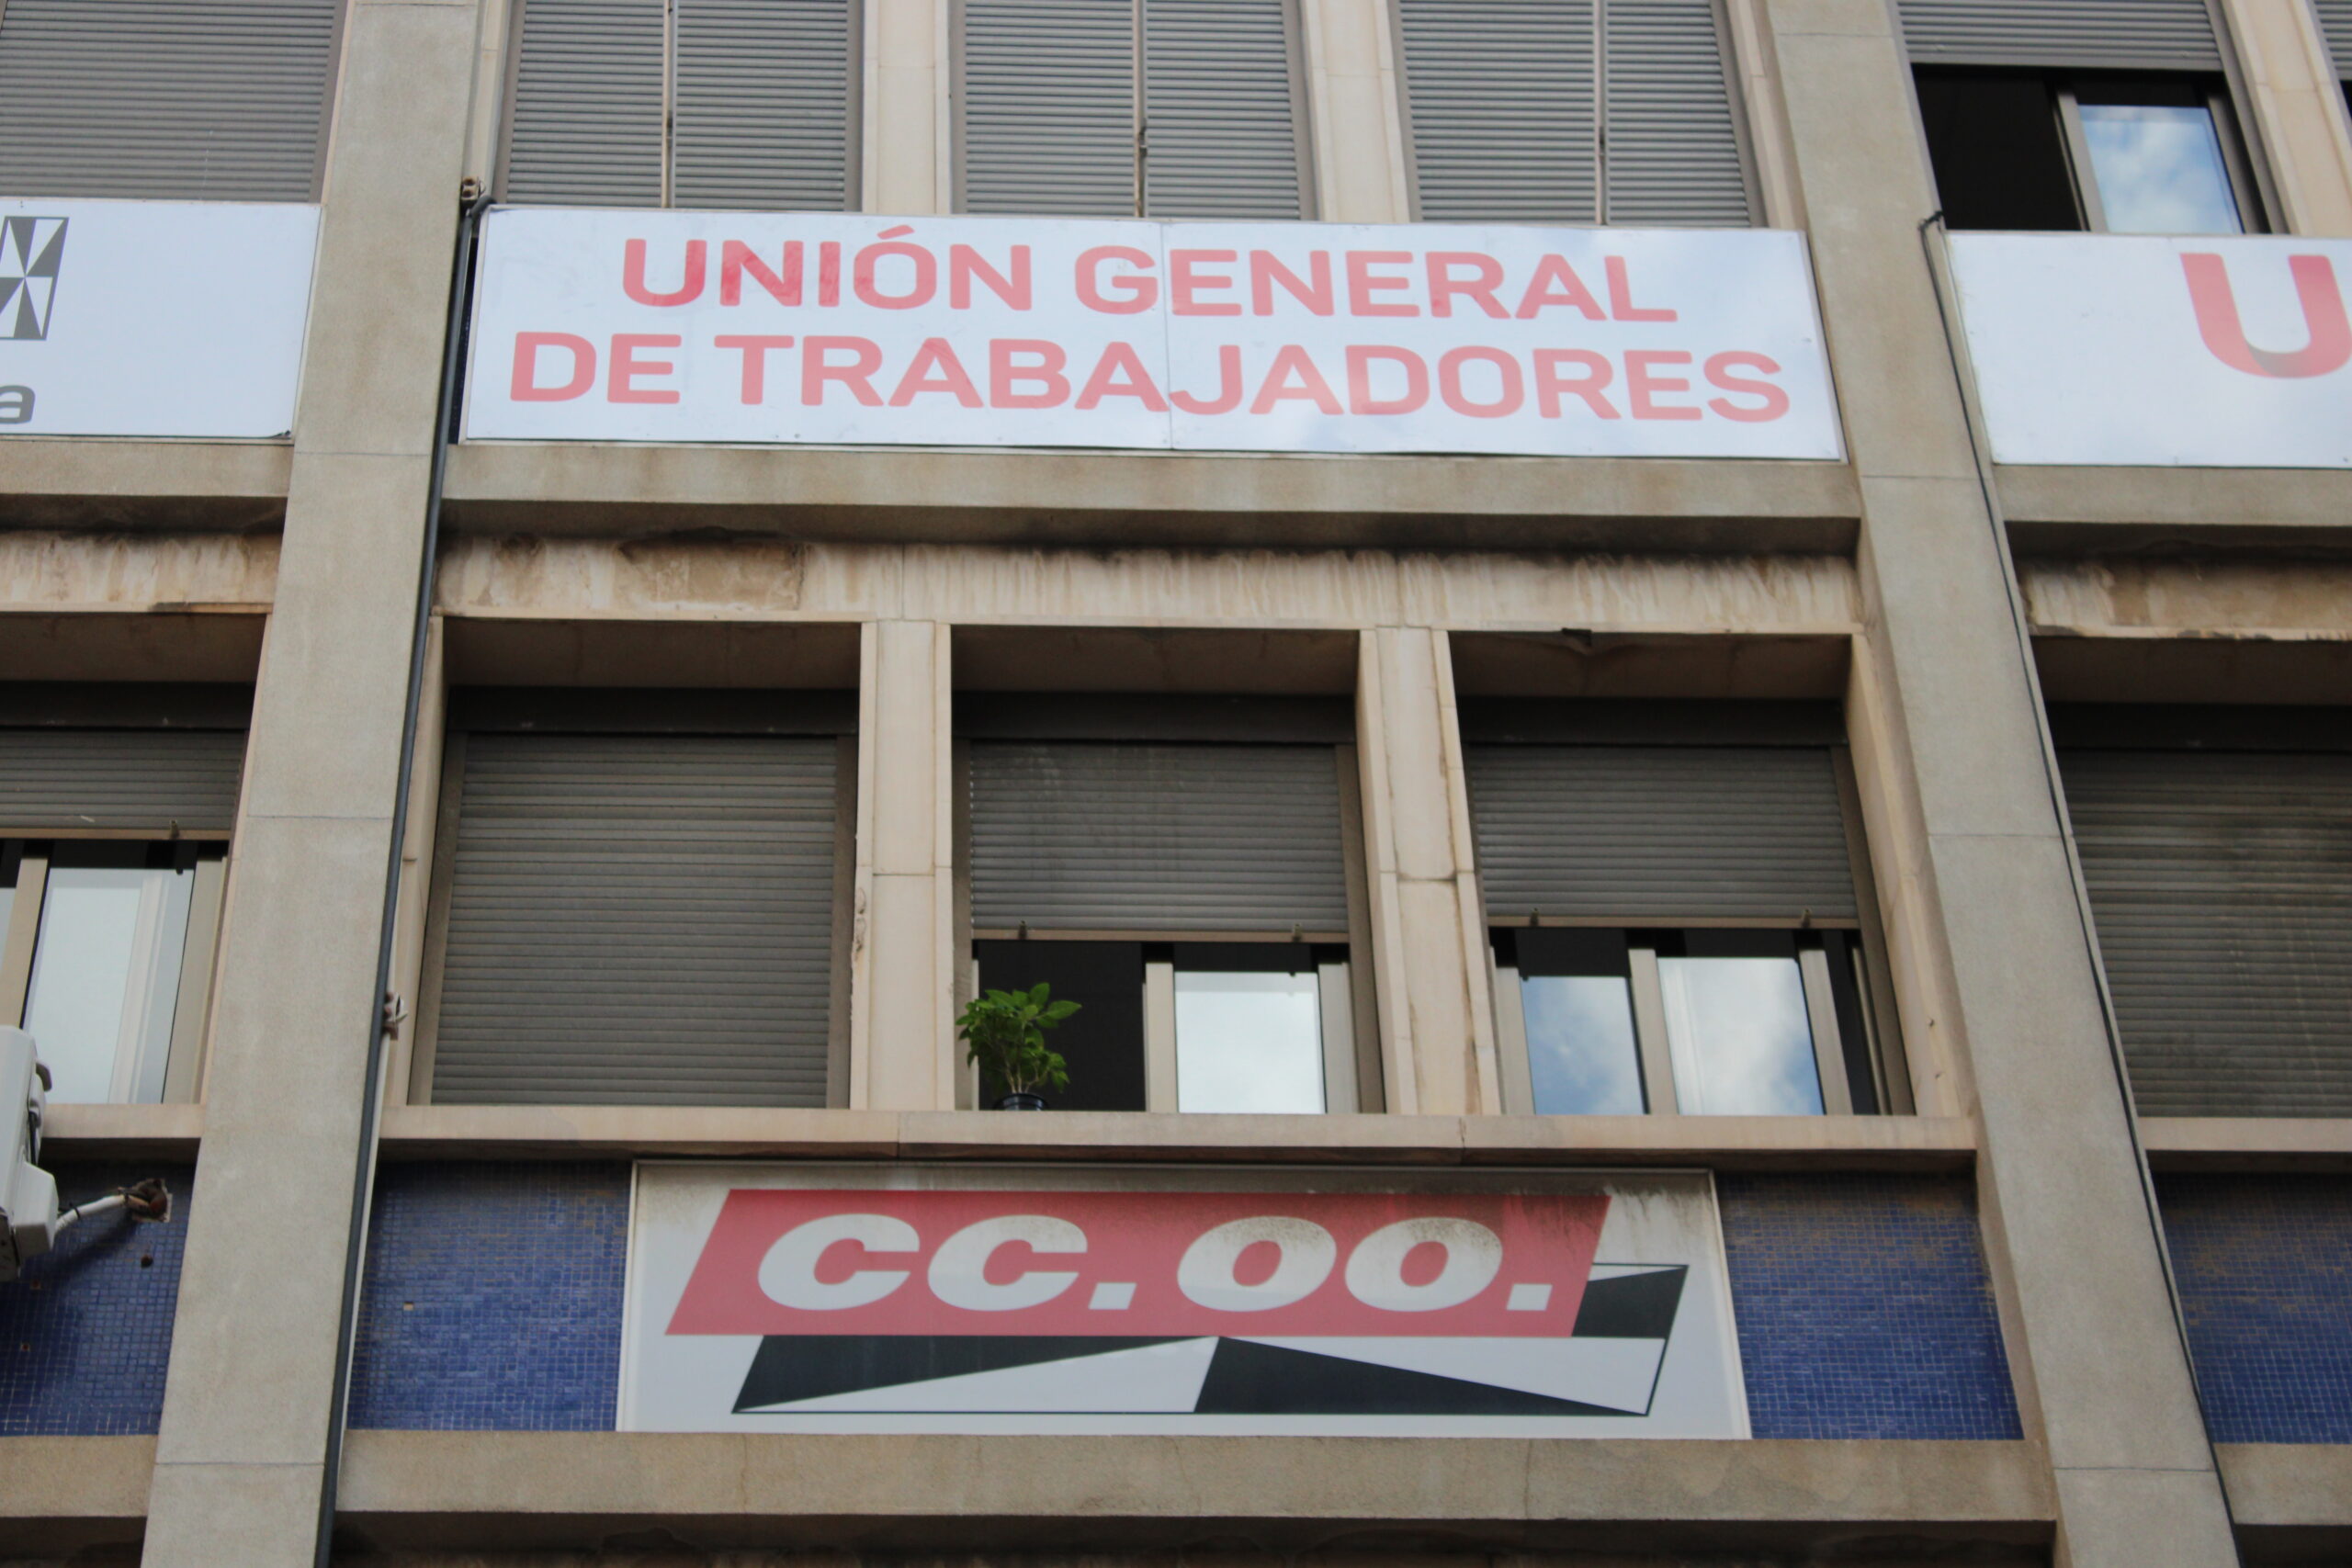 a
UNIÓN GENERAL
DE TRABAJADORES
U
CC.OO.